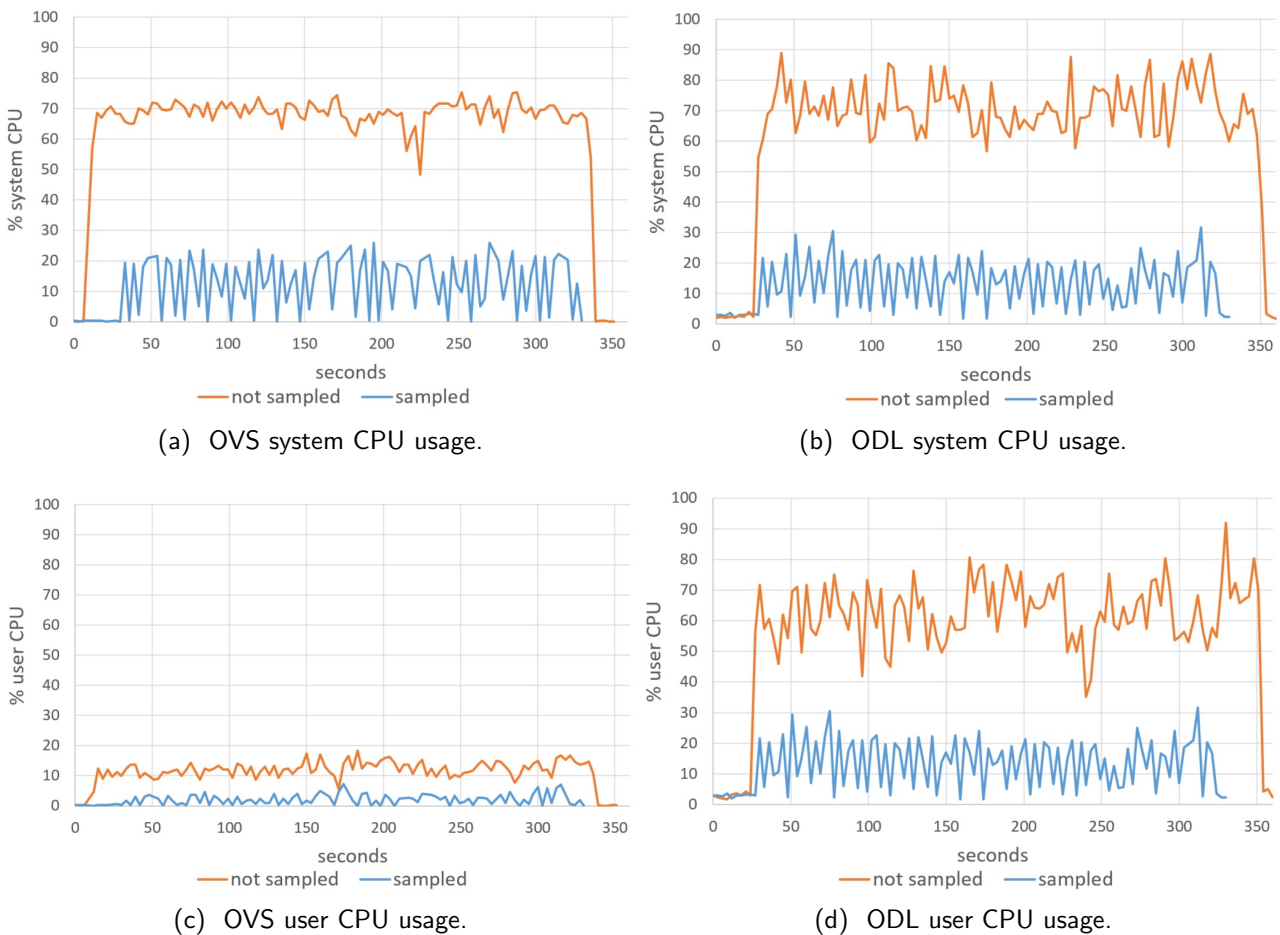 100
90
80
70
60
50
40
30
20
10
0
% system CPU
0 50 100 150 200 250 300 350
seconds
not sampled sampled
(a) OVS system CPU usage.
100
90
80
70
60
50
40
30
20
10
0
% system CPU
0 50 100 150 200 250 300 350
seconds
not sampled sampled
(b) ODL system CPU usage.
100
90
80
70
60
50
40
30
20
10
0
% user CPU
0 50 100 150 200 250 300 350
seconds
not sampled sampled
(c) OVS user CPU usage.
100
90
80
70
60
50
40
30
20
10
0
% user CPU
0 50 100 150 200 250 300 350
seconds
not sampled sampled
(d) ODL user CPU usage.